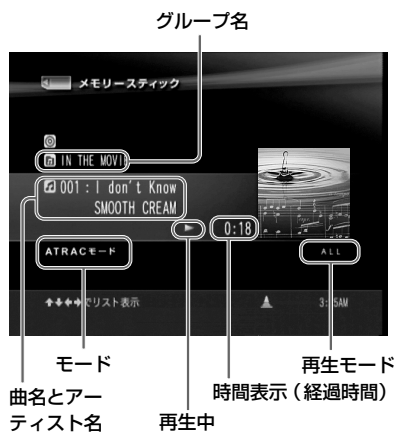 グループ名
メモリースティック
IN THE MOVI
001:I don't Know
SMOOTH CREAM
0:18
ATRACモード
ALL
でリスト表示
モード
再生モード
曲名とアー
ティスト名
時間表示(経過時間)
再生中